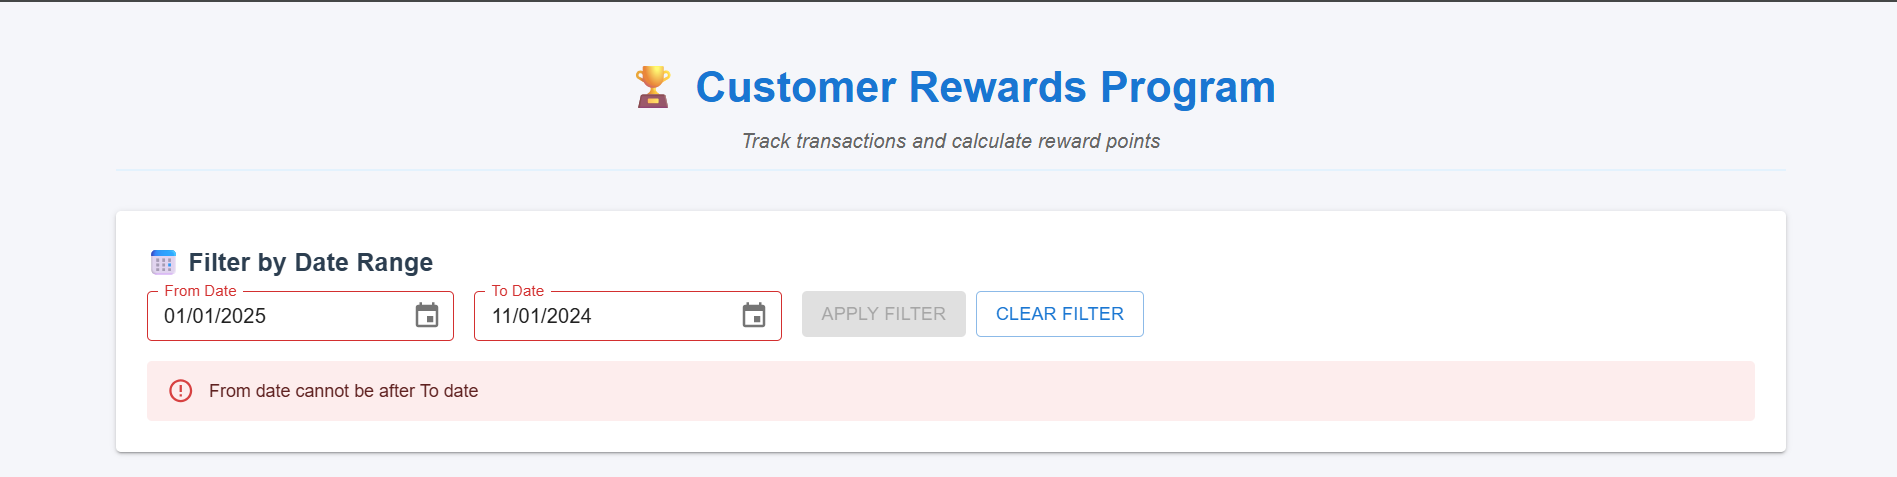 🏆 Customer Rewards Program
Track transactions and calculate reward points
📅 Filter by Date Range
From Date
To Date
01/01/2025
11/01/2024
APPLY FILTER
CLEAR FILTER
From date cannot be after To date